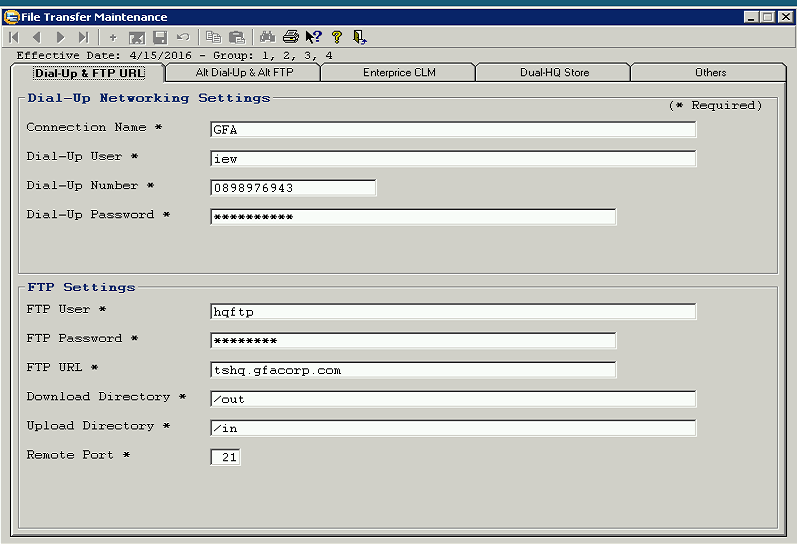 File Transfer Maintenance
Effective Date: 4/15/2016 - Group: 1, 2, 3, 4
Dial-Up & FTP URL Alt Dial-Up & Alt FTP Enterprice CLM Dual-HQ Store Others
Dial-Up Networking Settings
(* Required)
Connection Name * GFA
Dial-Up User * iew
Dial-Up Number * 0898976943
Dial-Up Password * **********
FTP Settings
FTP User * hqftp
FTP Password * ********
FTP URL * tshq.gfacorp.com
Download Directory * /out
Upload Directory * /in
Remote Port * 21